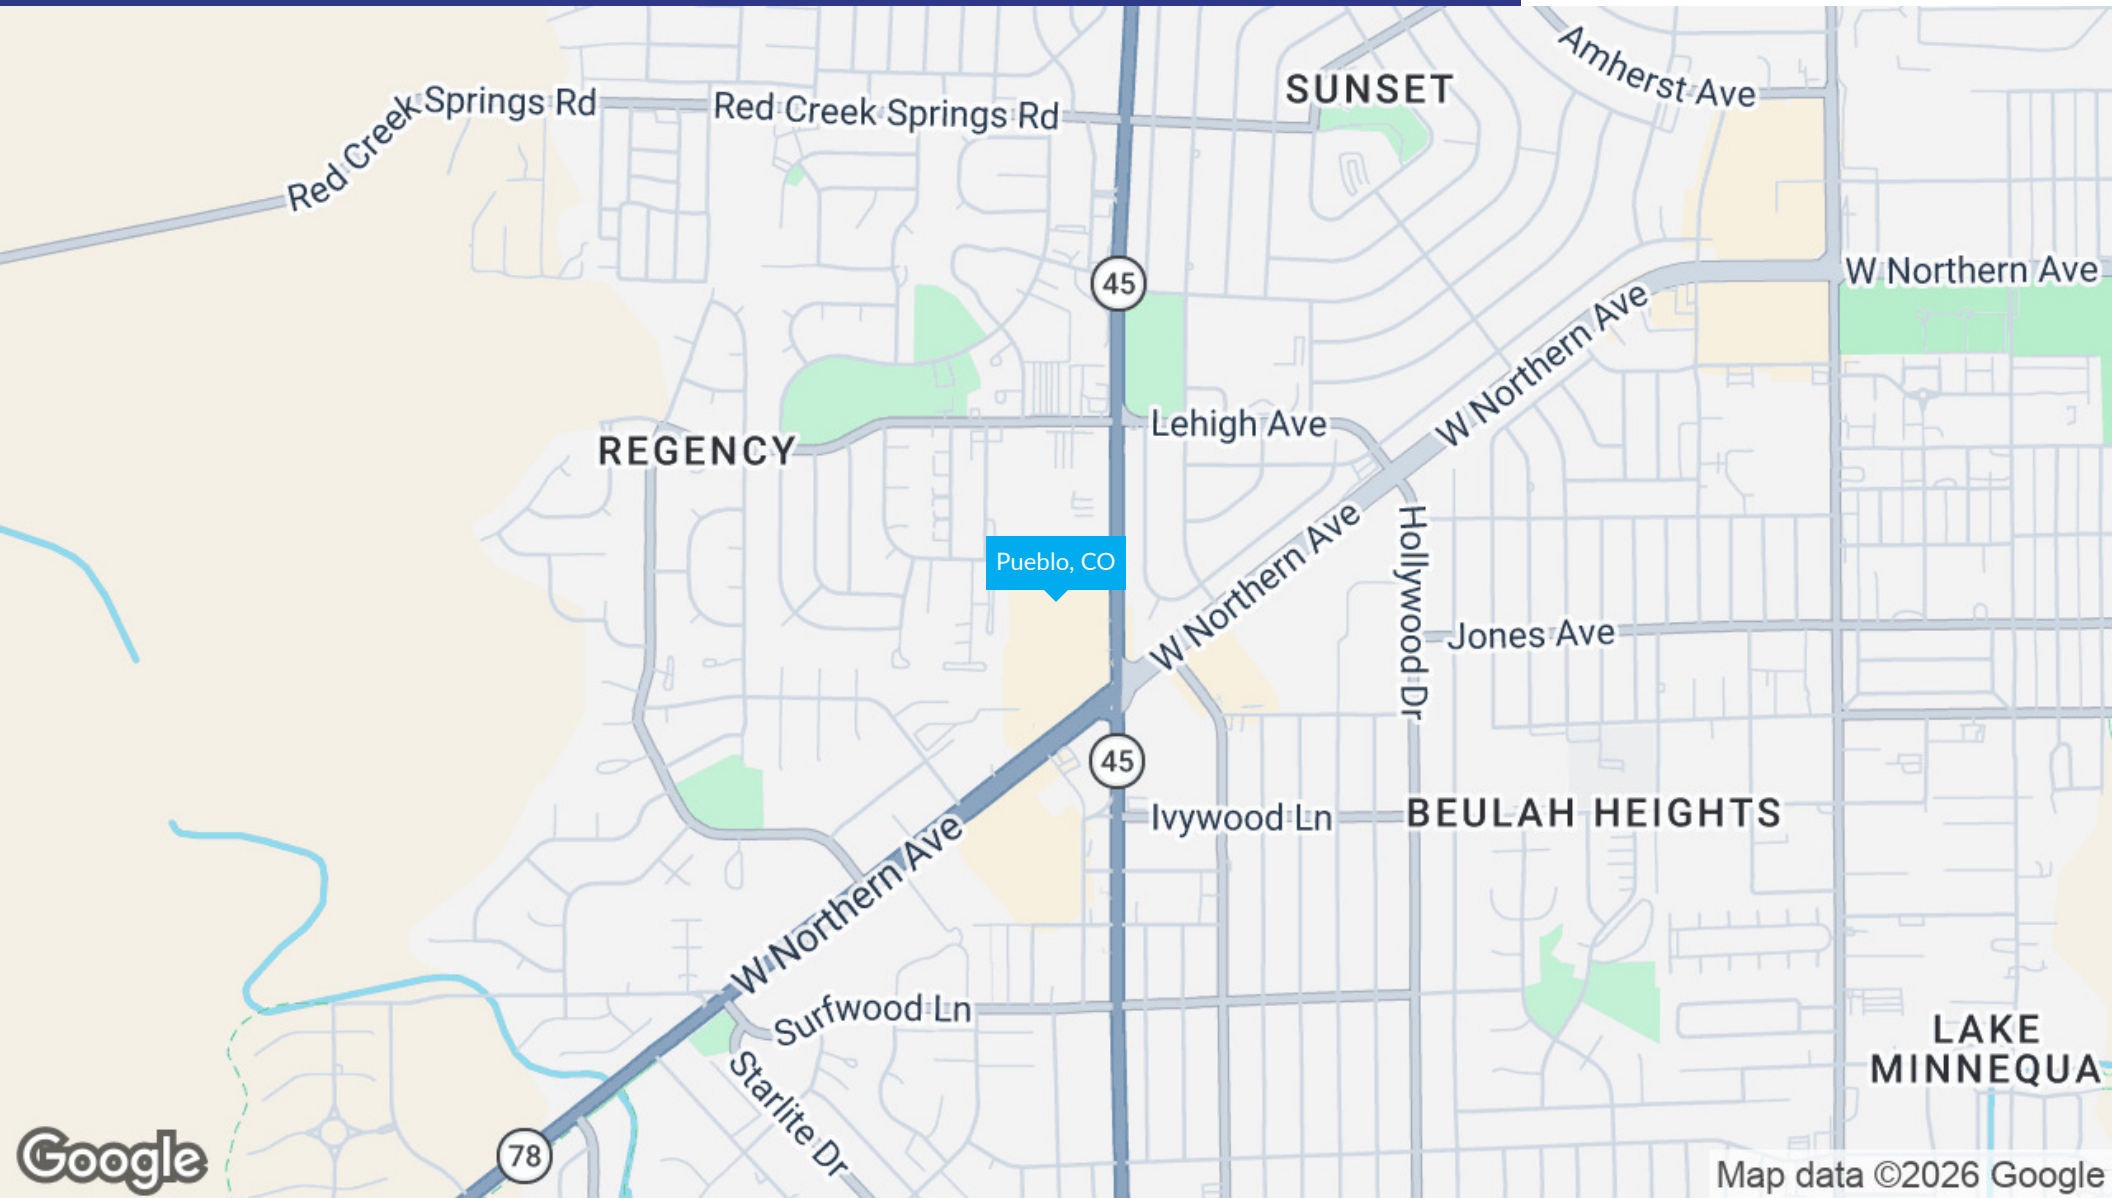 SUNSET
Amherst Ave
Red Creek Springs Rd
Red Creek Springs Rd
W Northern Ave
45
W Northern Ave
Lehigh Ave
REGENCY
Hollywood Dr
W Northern Ave
Pueblo, CO
Jones Ave
45
Ivywood Ln
BEULAH HEIGHTS
W Northern Ave
Surfwood Ln
LAKE
MINNEQUA
Starlite Dr
78
Google
Map data ©2026 Google